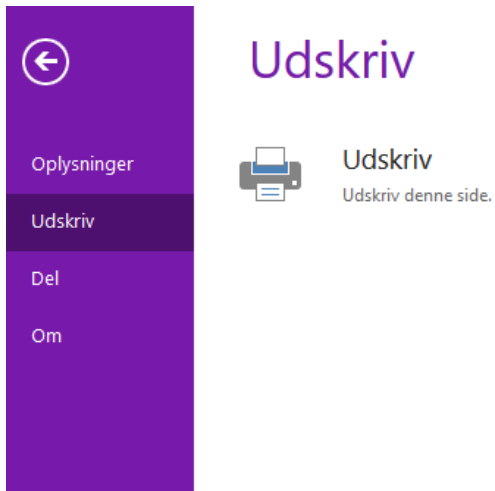 Udskriv
Oplysninger
Udskriv
Del
Om
Udskriv
Udskriv denne side.